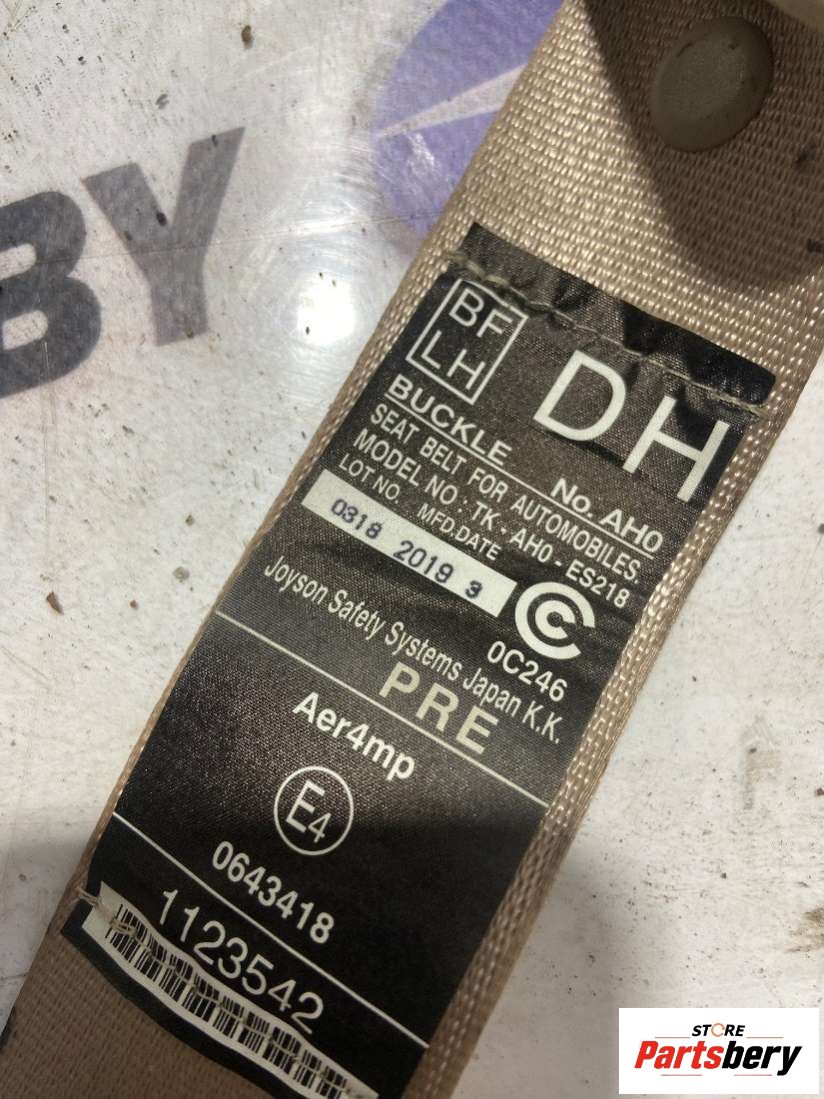 BY
BF
LH
DH
BUCKLE No. AH0
SEAT BELT FOR AUTOMOBILES.
MODEL NO : TK - AH0 - ES218
LOT NO. MFD.DATE
0318 2019 3
0C246
Joyson Safety Systems Japan K.K.
PRE
Aer4mp
E4
0643418
1123542
STORE
Partsbery